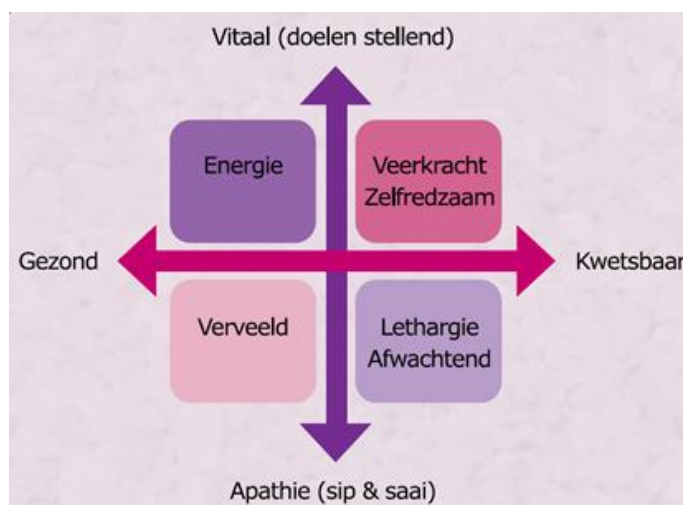 Vitaal (doelen stellend)
Energie
Veerkracht
Zelfredzaam
Gezond
Kwetsbaar
Verveeld
Lethargie
Afwachtend
Apathie (sip & saai)